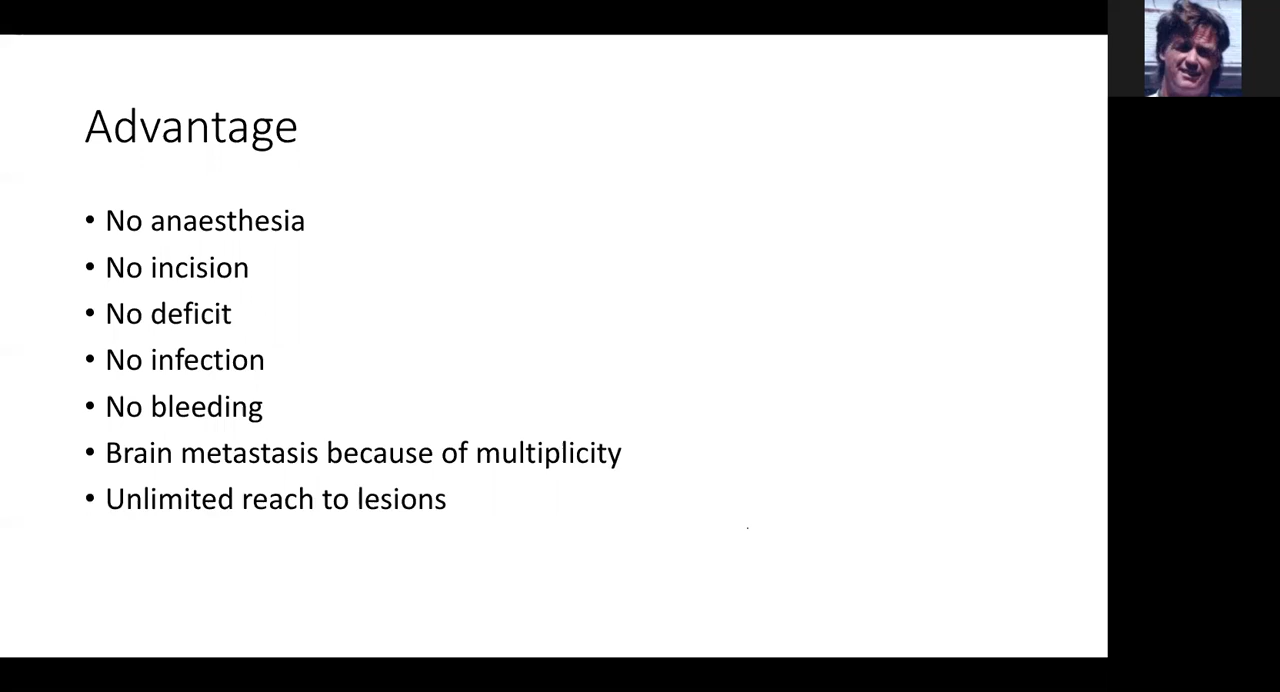 Advantage
• No anaesthesia
• No incision
• No deficit
• No infection
• No bleeding
• Brain metastasis because of multiplicity
• Unlimited reach to lesions